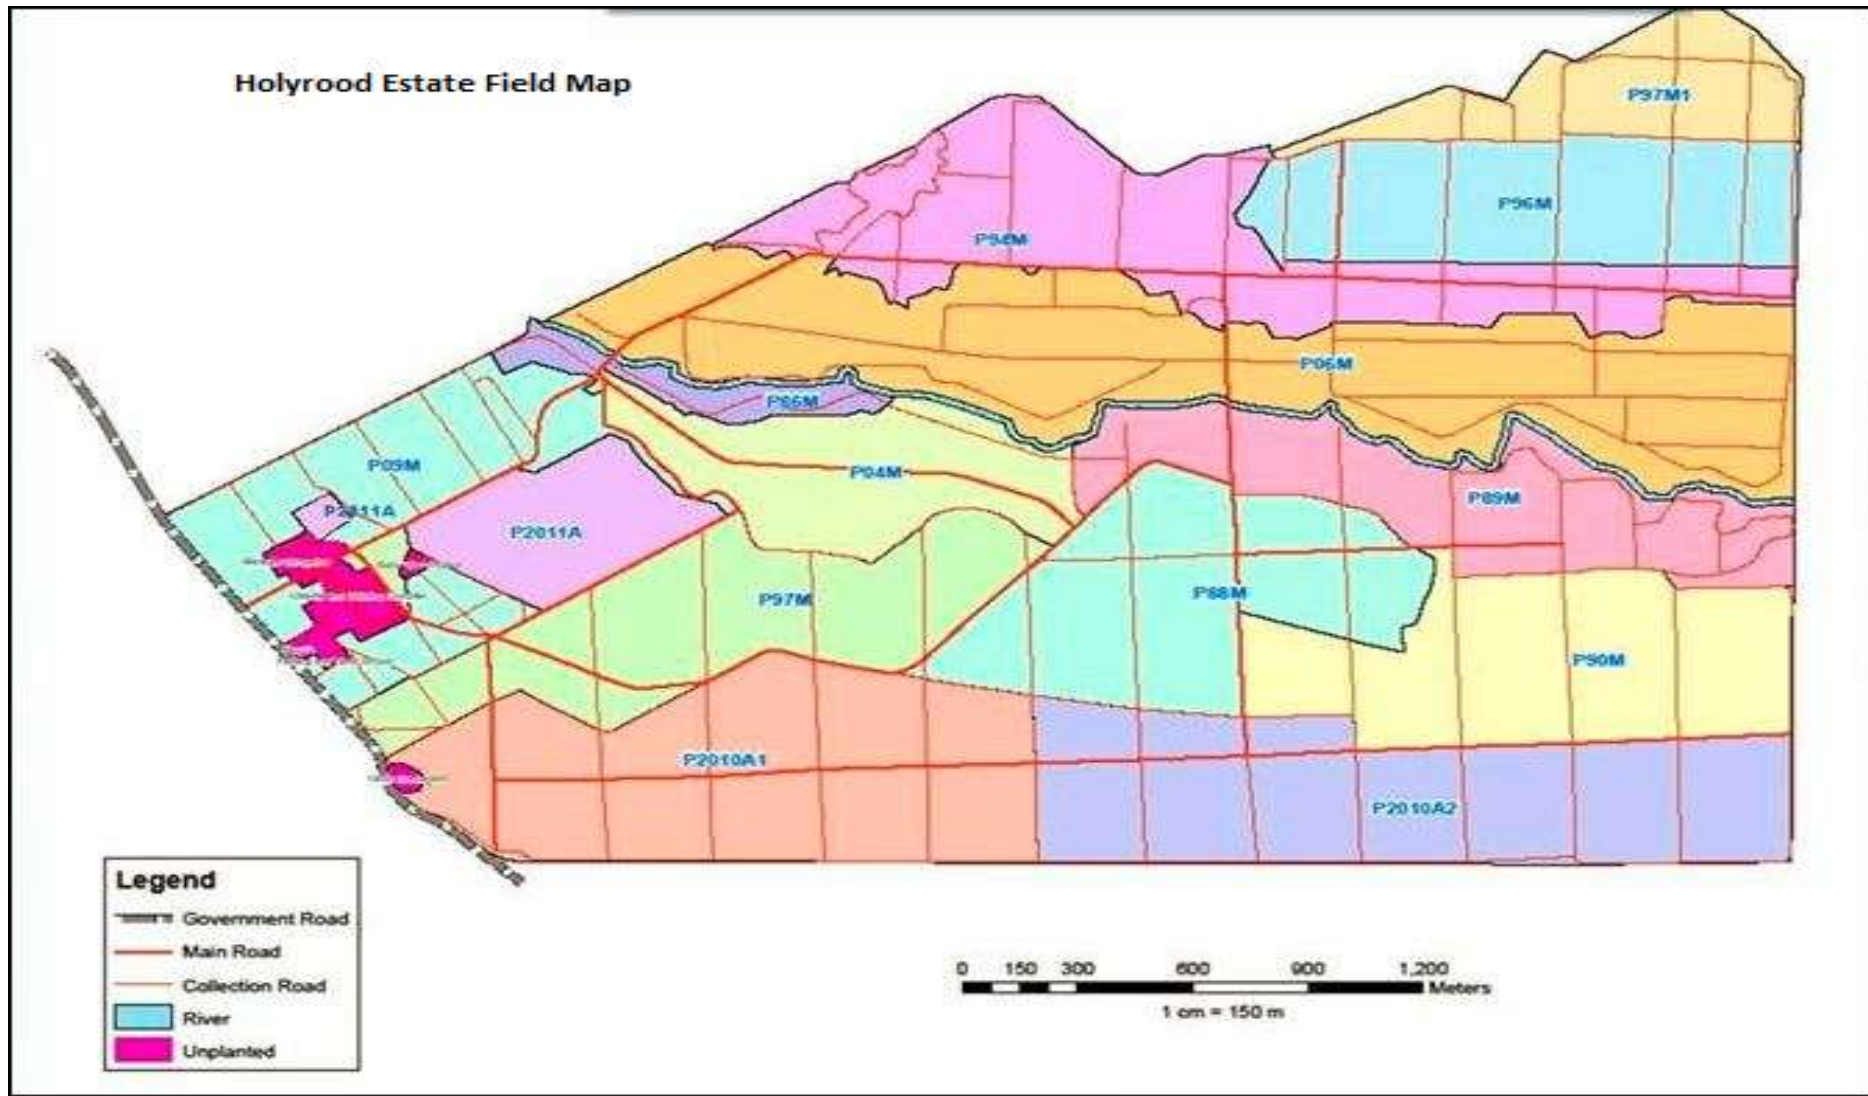 Holyrood Estate Field Map
P97M1
P96M
P94M
P06M
P86M
P09M
P04M
P89M
P2011A
P2011A
P97M
P88M
P90M
P2010A1
P2010A2
Legend
Government Road
Main Road
Collection Road
River
Unplanted
0 150 300 600 900 1,200
Meters
1 cm = 150 m